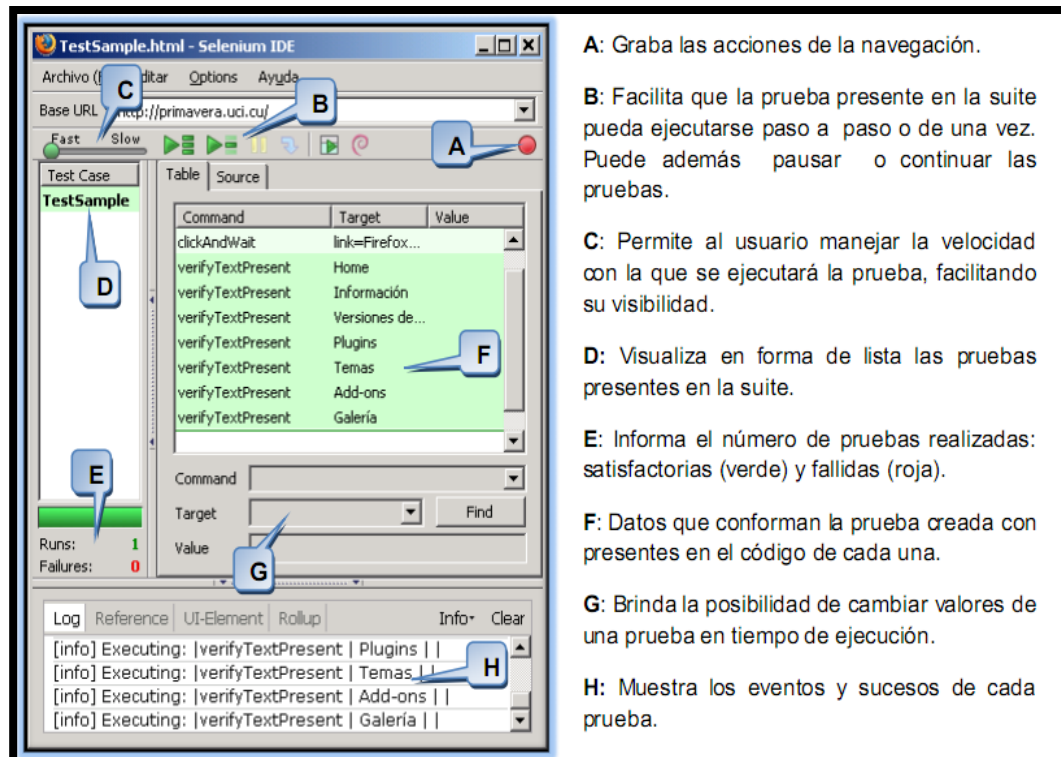 TestSample.html - Selenium IDE
Archivo ( ditar Options Ayuda
Base URL http://primavera.uci.cu/
Fast Slow
Test Case
TestSample
Table Source
Command Target Value
clickAndWait link=Firefox...
verifyTextPresent Home
verifyTextPresent Información
verifyTextPresent Versiones de...
verifyTextPresent Plugins
verifyTextPresent Temas
verifyTextPresent Add-ons
verifyTextPresent Galería
Command
Target Find
Value
Runs: 1
Failures: 0
Log Reference UI-Element Rollup Info Clear
[info] Executing: |verifyTextPresent | Plugins | |
[info] Executing: |verifyTextPresent | Temas | |
[info] Executing: |verifyTextPresent | Add-ons | |
[info] Executing: |verifyTextPresent | Galería | |
C
B
A
D
F
E
G
H
A: Graba las acciones de la navegación.
B: Facilita que la prueba presente en la suite
pueda ejecutarse paso a paso o de una vez.
Puede además pausar o continuar las
pruebas.
C: Permite al usuario manejar la velocidad
con la que se ejecutará la prueba, facilitando
su visibilidad.
D: Visualiza en forma de lista las pruebas
presentes en la suite.
E: Informa el número de pruebas realizadas:
satisfactorias (verde) y fallidas (roja).
F: Datos que conforman la prueba creada con
presentes en el código de cada una.
G: Brinda la posibilidad de cambiar valores de
una prueba en tiempo de ejecución.
H: Muestra los eventos y sucesos de cada
prueba.